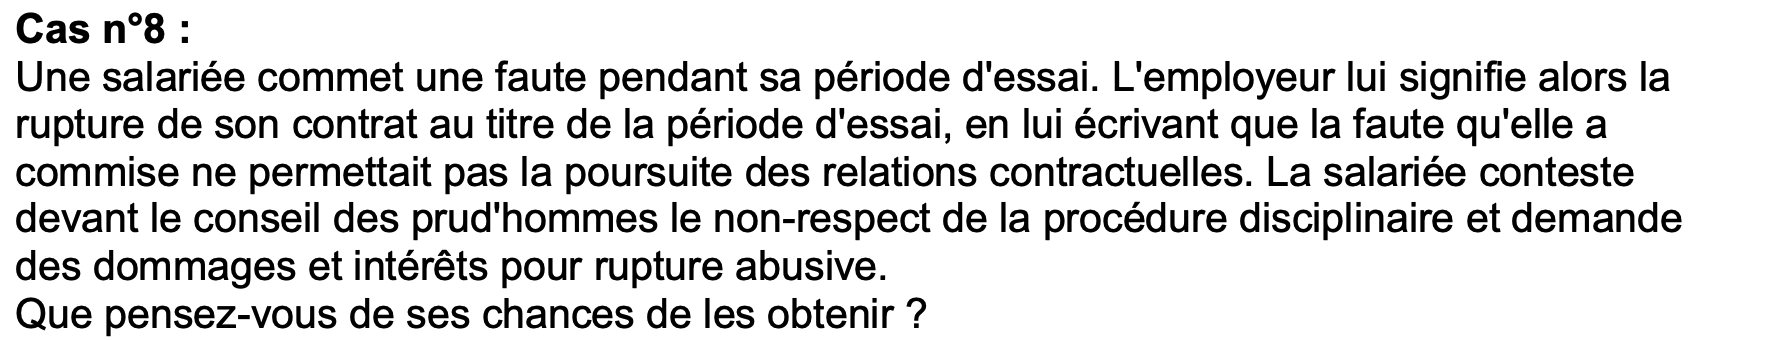 Cas n°8 :
Une salariée commet une faute pendant sa période d'essai. L'employeur lui signifie alors la
rupture de son contrat au titre de la période d'essai, en lui écrivant que la faute qu'elle a
commise ne permettait pas la poursuite des relations contractuelles. La salariée conteste
devant le conseil des prud'hommes le non-respect de la procédure disciplinaire et demande
des dommages et intérêts pour rupture abusive.
Que pensez-vous de ses chances de les obtenir ?